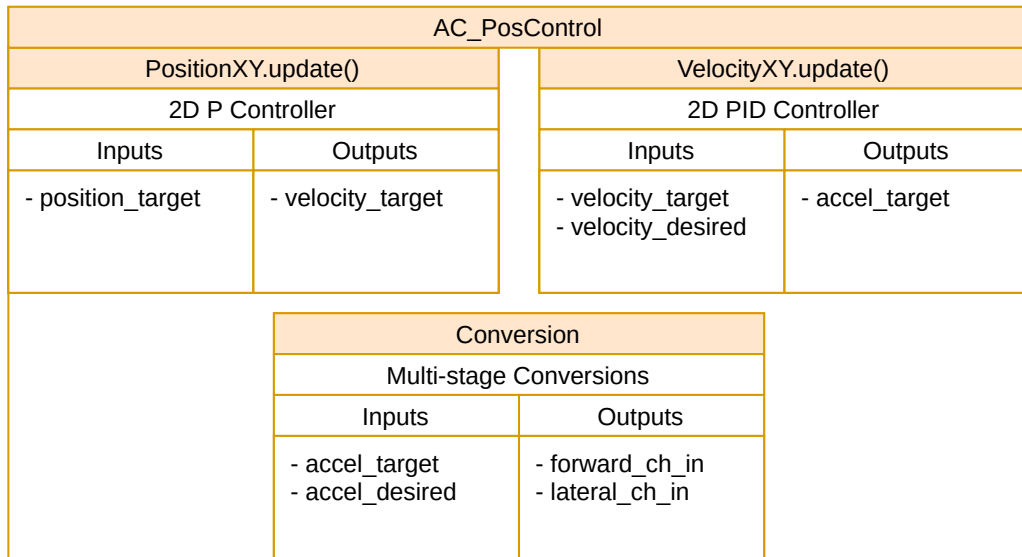 AC_PosControl
PositionXY.update()
2D P Controller
Inputs
Outputs
- position_target
- velocity_target
VelocityXY.update()
2D PID Controller
Inputs
Outputs
- velocity_target
- velocity_desired
- accel_target
Conversion
Multi-stage Conversions
Inputs
Outputs
- accel_target
- accel_desired
- forward_ch_in
- lateral_ch_in